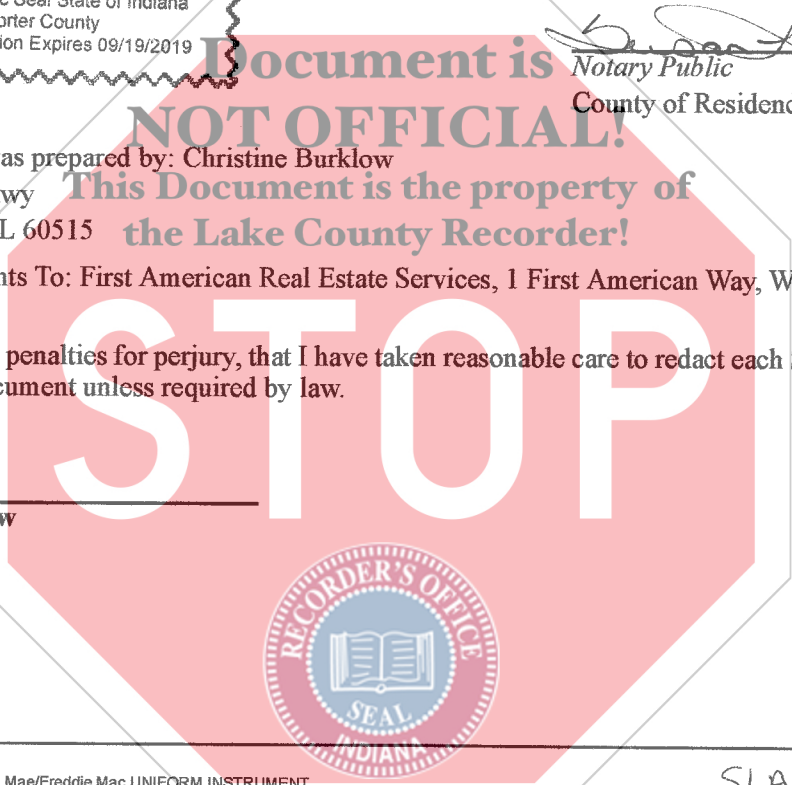 Seal State of Indiana
orter County
ion Expires 09/19/2019
Document is
Notary Public
NOT OFFICIAL!
County of Residenc
as prepared by: Christine Burklow
wy
This Document is the property of
L 60515
the Lake County Recorder!
nts To: First American Real Estate Services, 1 First American Way, W
STOP
penalties for perjury, that I have taken reasonable care to redact each
cument unless required by law.
w
RECORDER'S OFFICE
SEAL
INDIANA
Mae/Freddie Mac UNIFORM INSTRUMENT